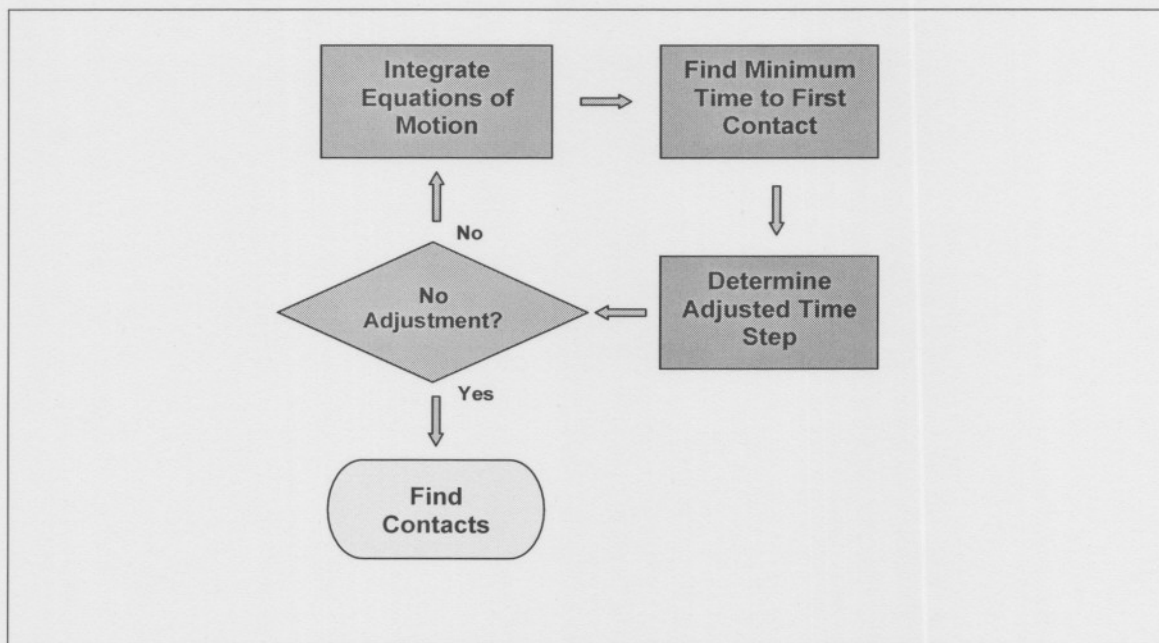 Integrate
Equations of
Motion
Find Minimum
Time to First
Contact
Determine
Adjusted Time
Step
No
Adjustment?
No
Yes
Find
Contacts